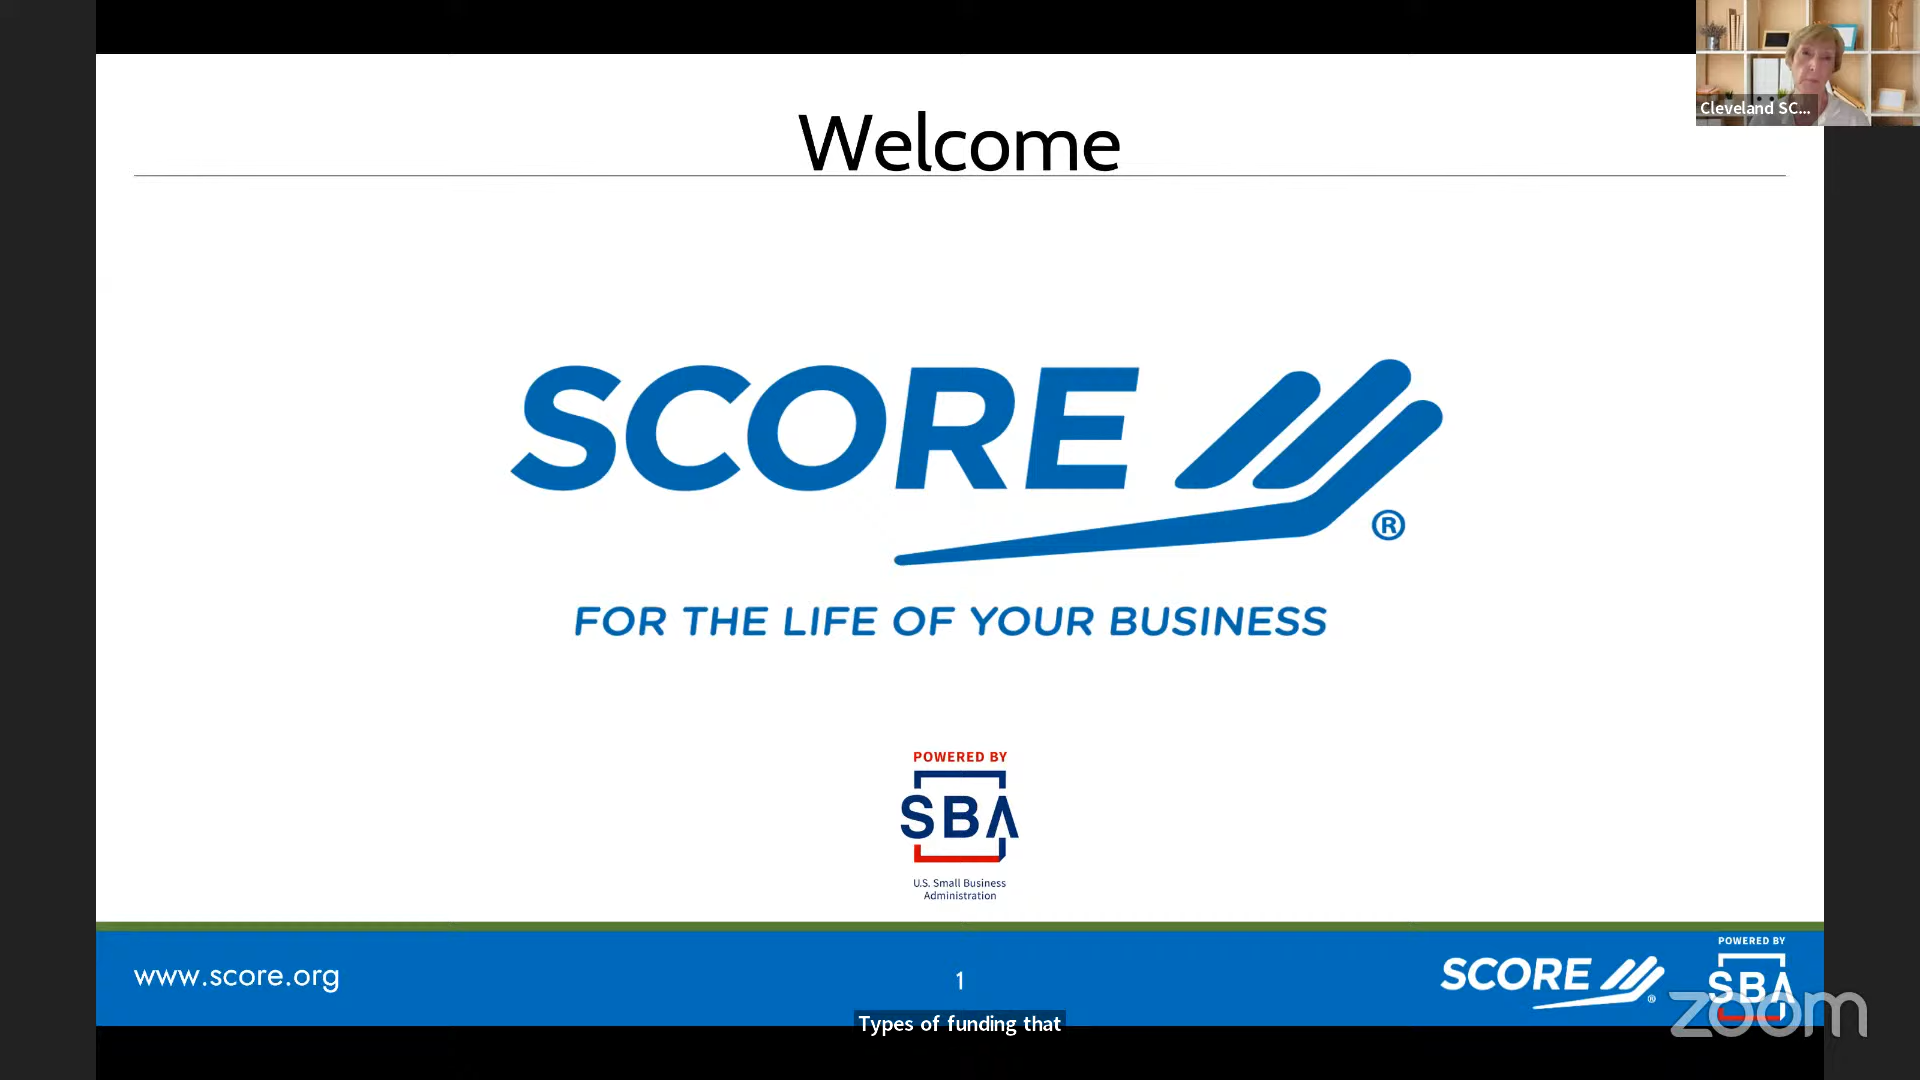 Welcome
Cleveland SC...
SCORE
®
FOR THE LIFE OF YOUR BUSINESS
POWERED BY
SBA
U.S. Small Business
Administration
www.score.org
1
SCORE
®
POWERED BY
SBA
zoom
Types of funding that